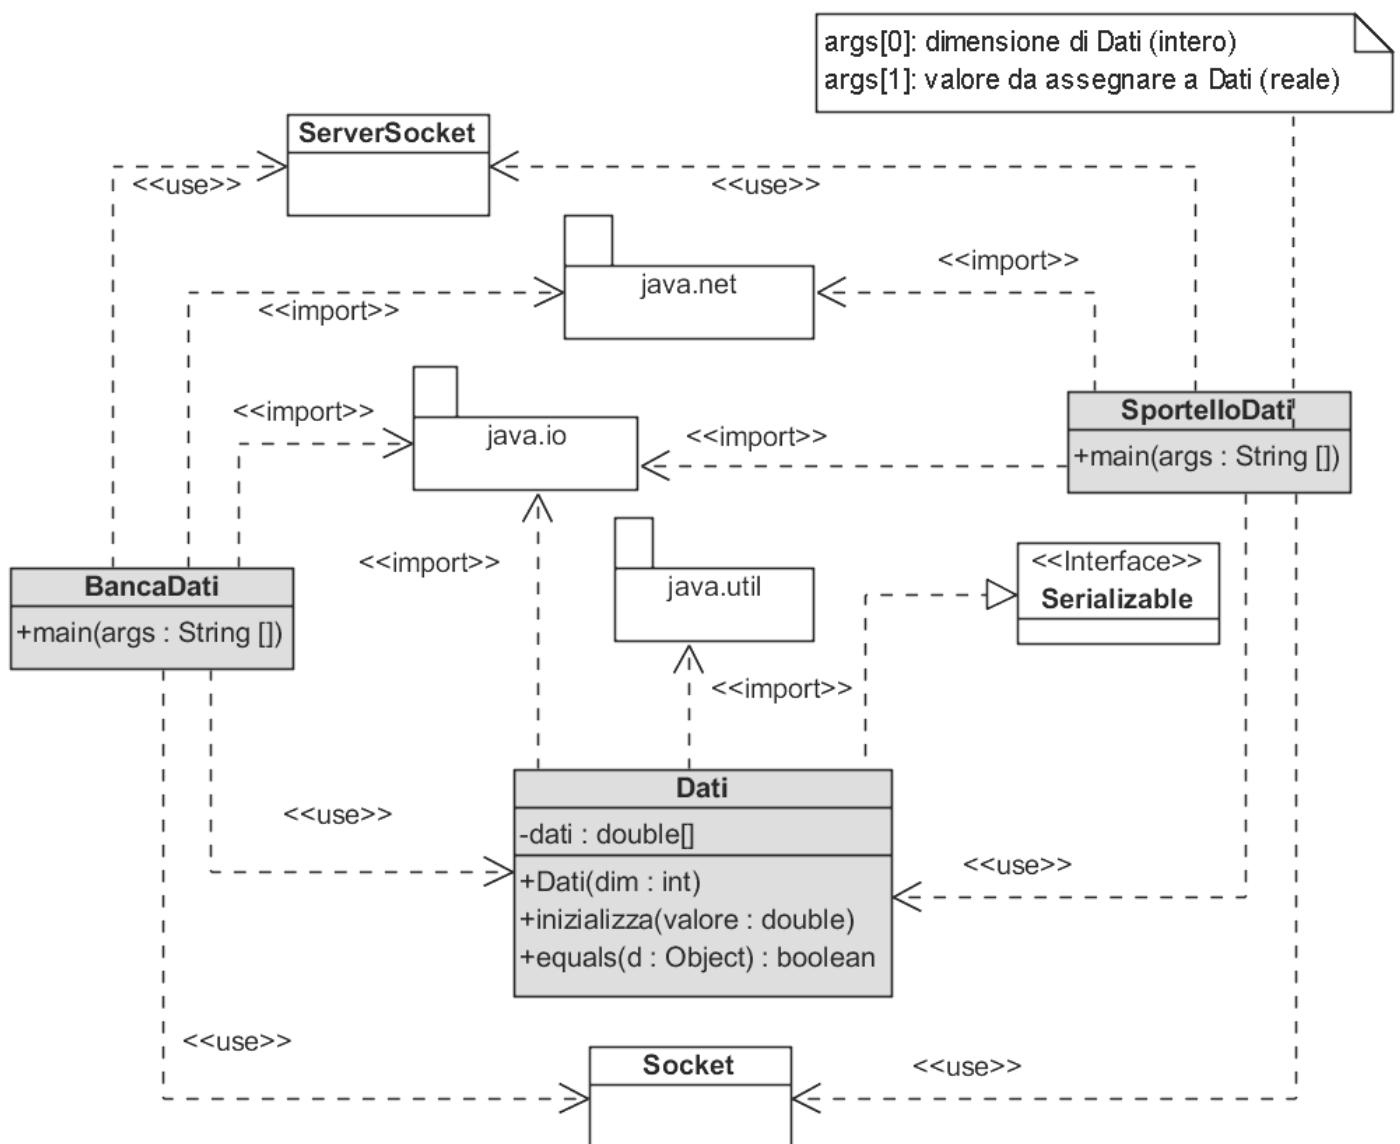 args[0]: dimensione di Dati (intero)
args[1]: valore da assegnare a Dati (reale)
ServerSocket
<<use>>
<<use>>
java.net
<<import>>
<<import>>
java.io
<<import>>
<<import>>
SportelloDati
+main(args : String [])
<<import>>
java.util
<<Interface>>
Serializable
BancaDati
+main(args : String [])
<<import>>
Dati
-dati : double[]
+Dati(dim : int)
+inizializza(valore : double)
+equals(d : Object) : boolean
<<use>>
<<use>>
<<use>>
Socket
<<use>>